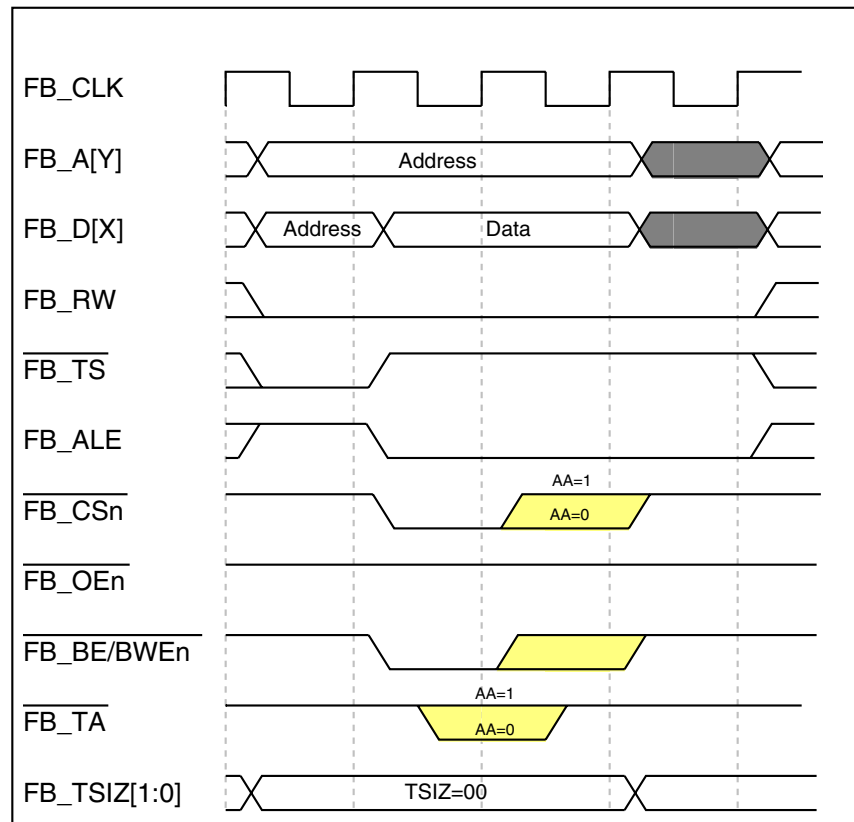 FB_CLK
FB_A[Y]
Address
FB_D[X]
Address
Data
FB_RW
FB_TS
FB_ALE
AA=1
FB_CSn
AA=0
FB_OEn
FB_BE/BWEn
AA=1
FB_TA
AA=0
FB_TSIZ[1:0]
TSIZ=00